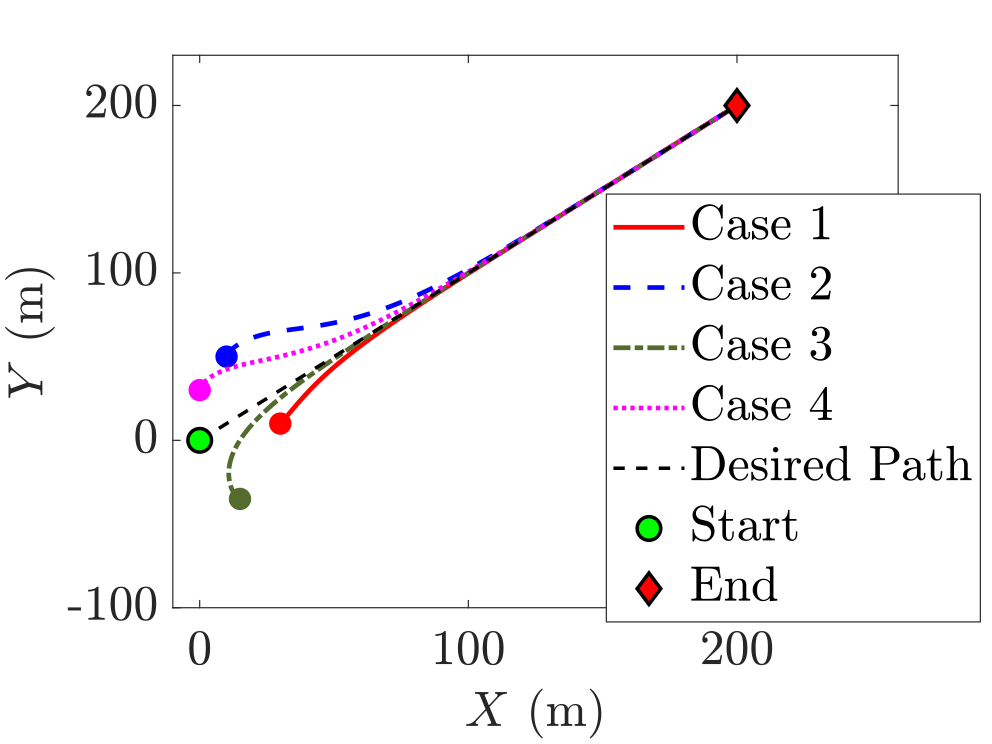 200
100
0
-100
Y (m)
0
100
200
X (m)
Case 1
Case 2
Case 3
Case 4
Desired Path
Start
End